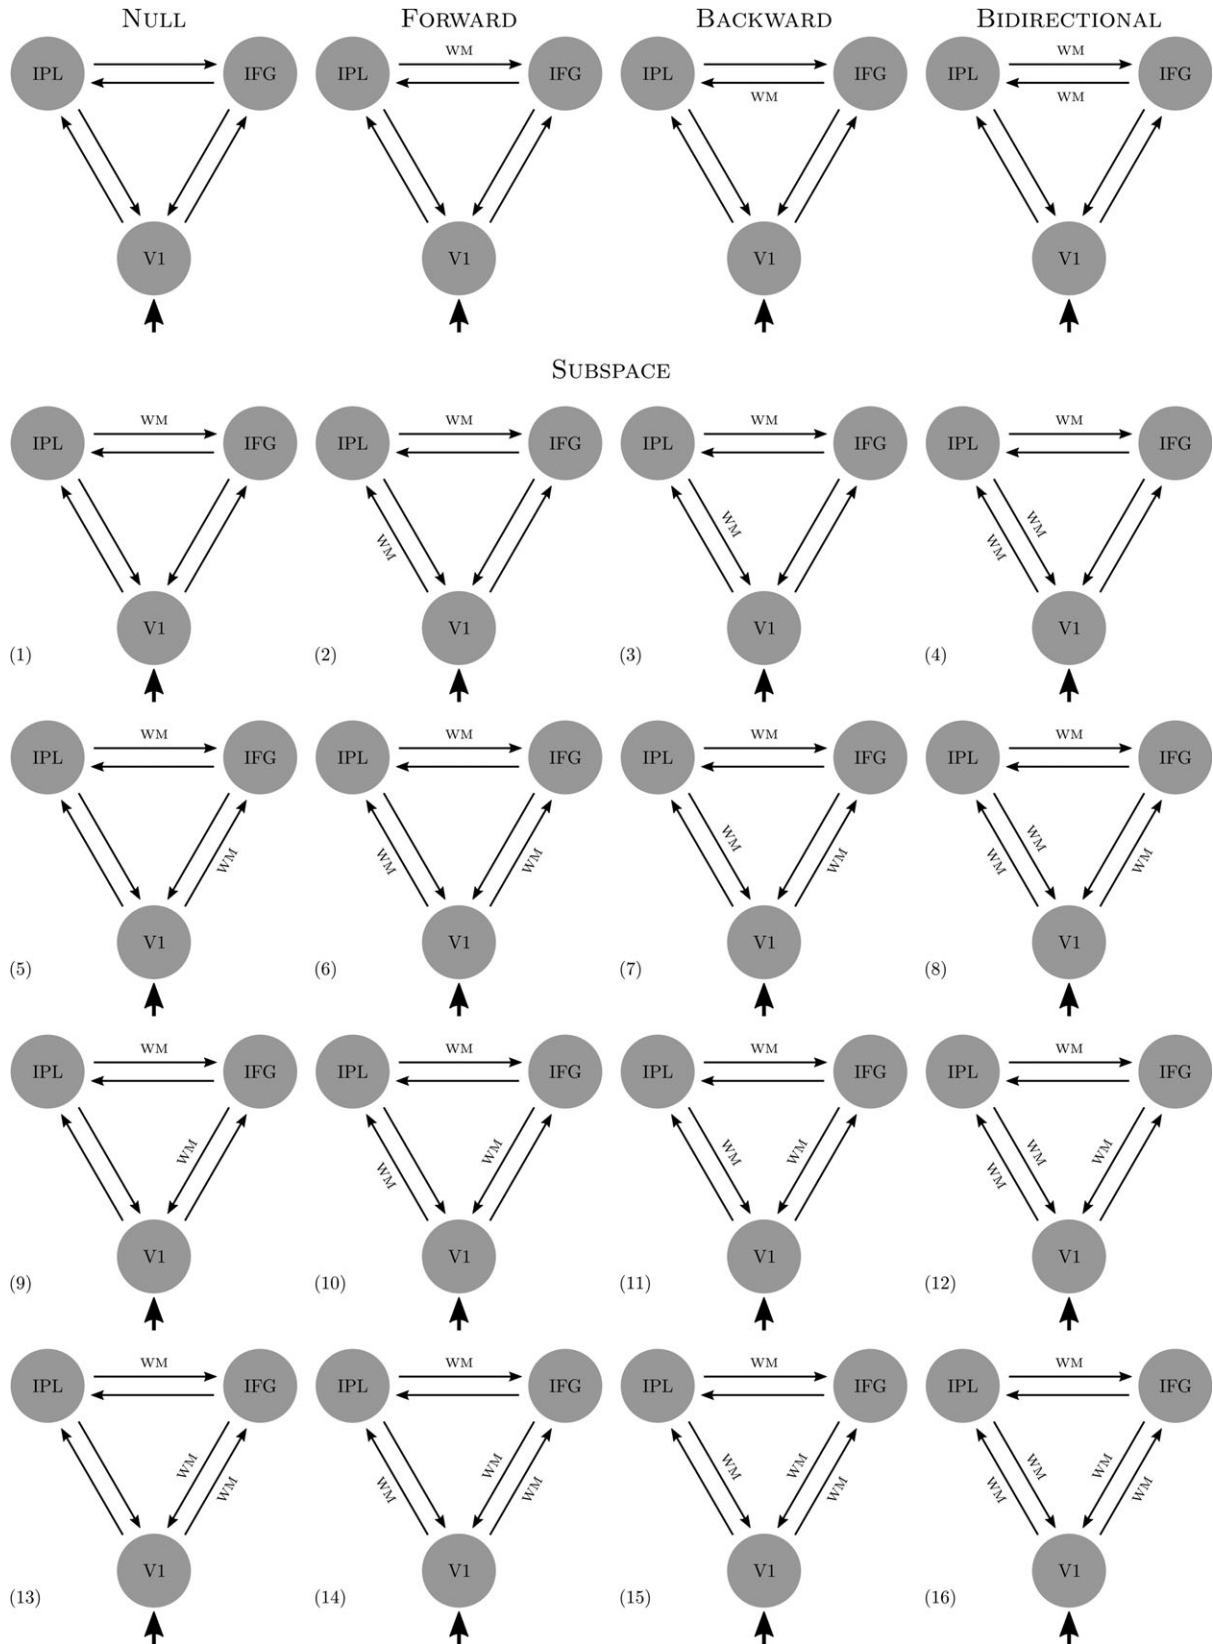 NULL FORWARD BACKWARD BIDIRECTIONAL
WM WM
IPL IFG IPL IFG IPL IFG IPL IFG
WM WM
V1 V1 V1 V1
SUBSPACE
WM WM WM WM
IPL IFG IPL IFG IPL IFG IPL IFG
WM WM WM WM
V1 V1 V1 V1
(1) (2) (3) (4)
WM WM WM WM
IPL IFG IPL IFG IPL IFG IPL IFG
WM WM WM WM WM WM WM WM
V1 V1 V1 V1
(5) (6) (7) (8)
WM WM WM WM
IPL IFG IPL IFG IPL IFG IPL IFG
WM WM WM WM WM WM WM WM
V1 V1 V1 V1
(9) (10) (11) (12)
WM WM WM WM
IPL IFG IPL IFG IPL IFG IPL IFG
WM WM WM WM WM WM WM WM WM WM WM WM
V1 V1 V1 V1
(13) (14) (15) (16)